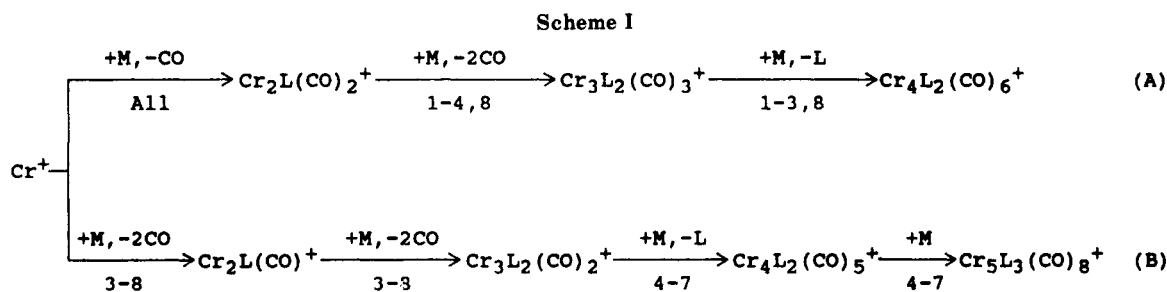 Scheme I
+M,-CO +M,-2CO +M,-L
Cr2L(CO)2+ Cr3L2(CO)3+ Cr4L2(CO)6+ (A)
All 1-4,8 1-3,8
Cr+
+M,-2CO +M,-2CO +M,-L +M
Cr2L(CO)+ Cr3L2(CO)2+ Cr4L2(CO)5+ Cr5L3(CO)8+ (B)
3-8 3-8 4-7 4-7